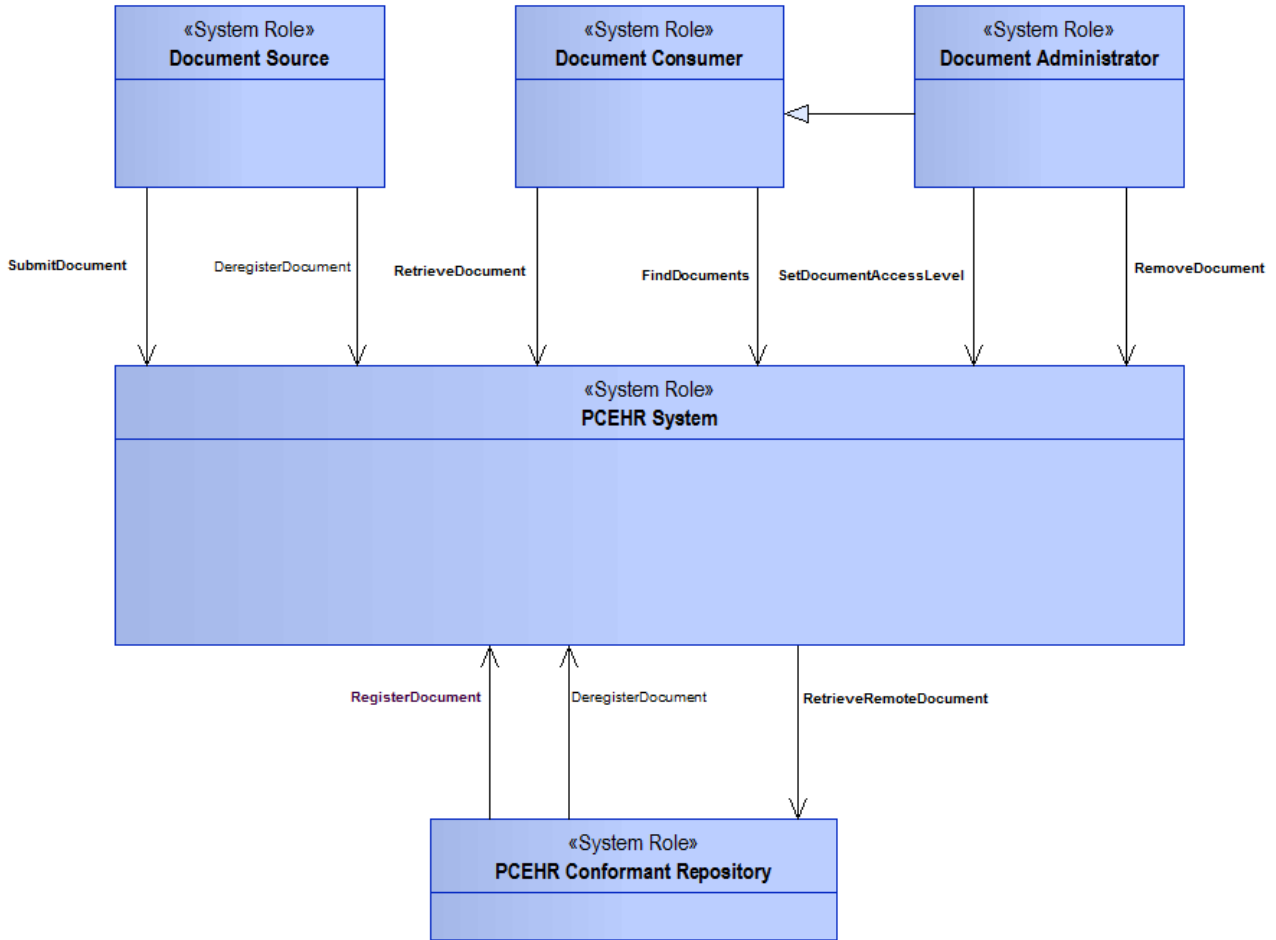 «System Role»
Document Source
«System Role»
Document Consumer
«System Role»
Document Administrator
SubmitDocument
DeregisterDocument
RetrieveDocument
FindDocuments
SetDocumentAccessLevel
RemoveDocument
«System Role»
PCEHR System
RegisterDocument
DeregisterDocument
RetrieveRemoteDocument
«System Role»
PCEHR Conformant Repository